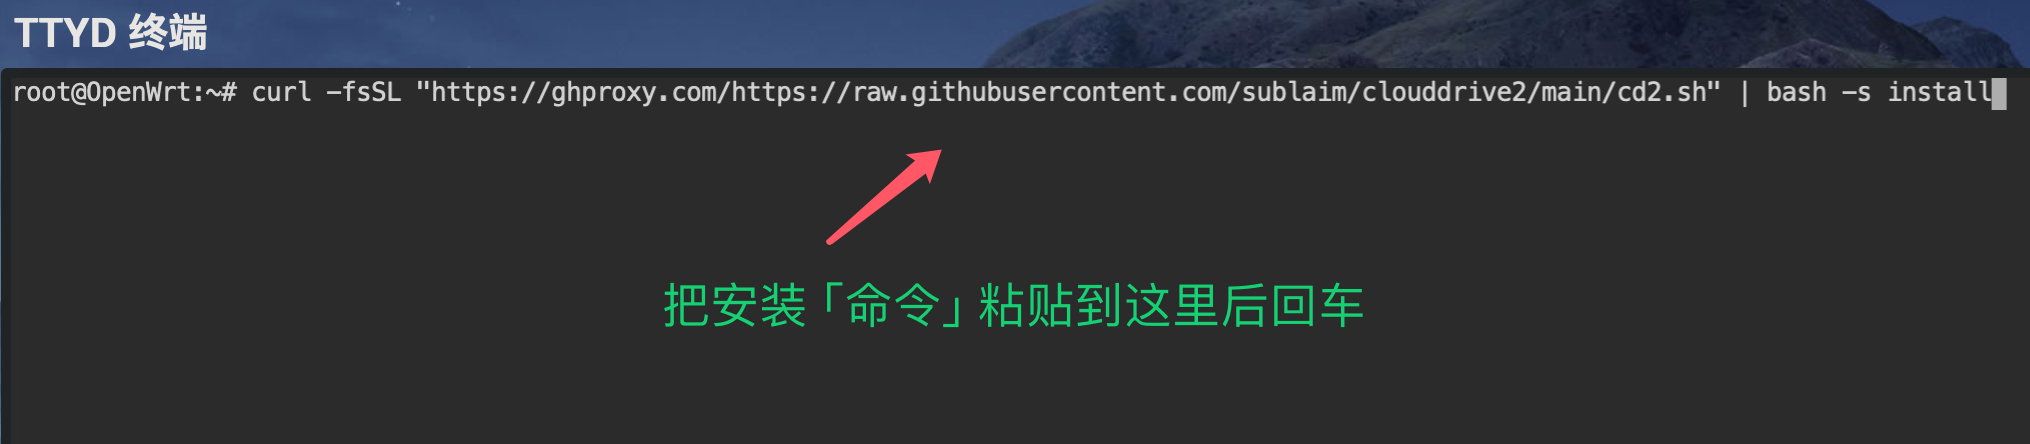 TTYD 终端
root@OpenWrt:~# curl -fsSL "https://ghproxy.com/https://raw.githubusercontent.com/sublaim/clouddrive2/main/cd2.sh" | bash -s install
把安装「命令」粘贴到这里后回车